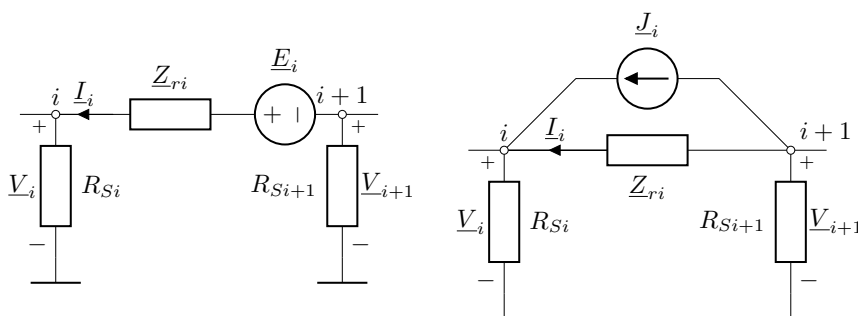 E_i
Z_ri
I_i
i
i+1
+ − +
+
V_i
R_Si
R_Si+1
V_i+1
−
−
J_i
i
I_i
i+1
+
+
Z_ri
V_i
R_Si
R_Si+1
V_i+1
−
−